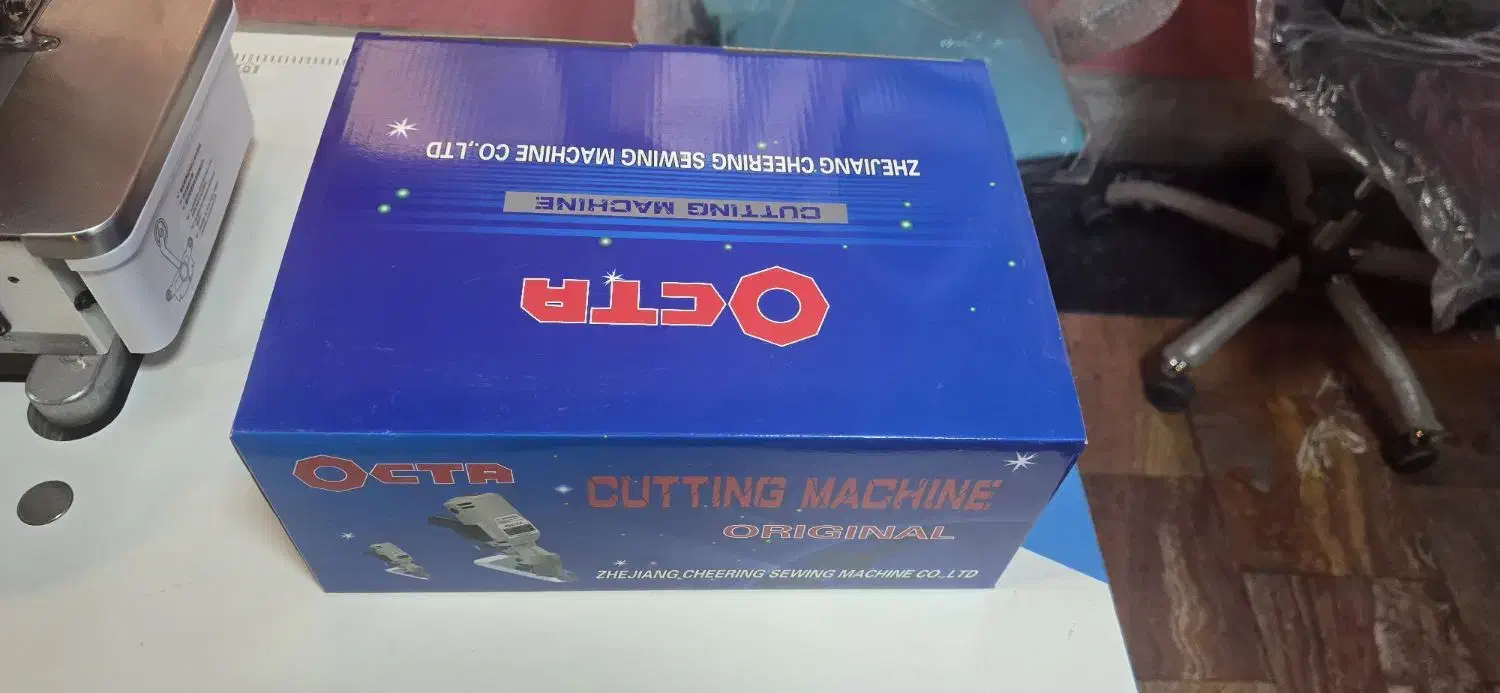 OCTA
CUTTING MACHINE
ZHEJIANG CHEERING SEWING MACHINE CO.,LTD
OCTA
CUTTING MACHINE
ORIGINAL
ZHEJIANG CHEERING SEWING MACHINE CO.,LTD